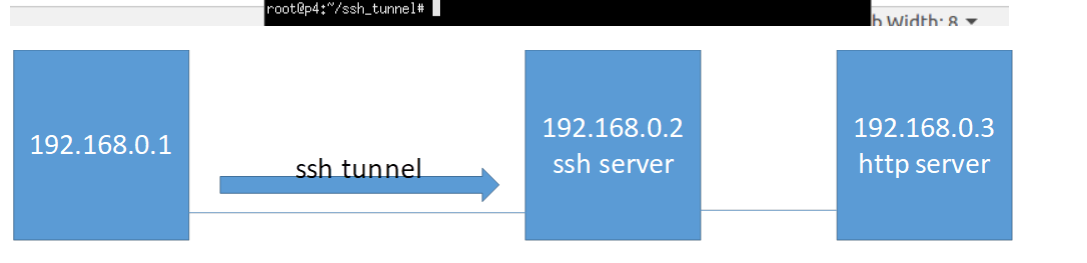 root@p4:~/ssh_tunnel#
b Width: 8
192.168.0.1
ssh tunnel
192.168.0.2
ssh server
192.168.0.3
http server